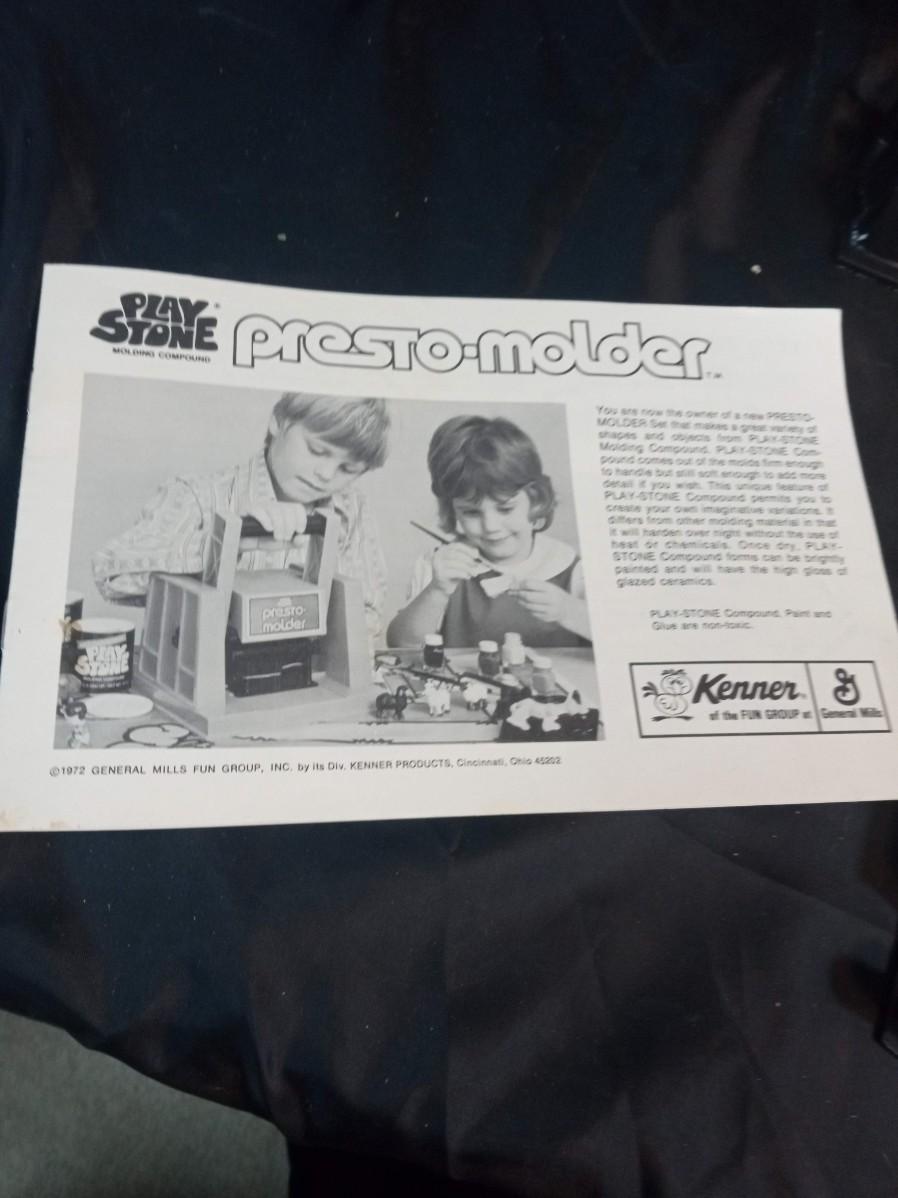 PLAY
STONE®
MOLDING COMPOUND
presto-molder™
You are now the owner of a new PRESTO-
MOLDER Set that makes a great variety of
shapes and objects from PLAY-STONE
Molding Compound. PLAY-STONE Com-
pound comes out of the molds firm enough
to handle but still soft enough to add more
detail if you wish. This unique feature of
PLAY-STONE Compound permits you to
create your own imaginative variations. It
differs from other molding material in that
it will harden over night without the use of
heat or chemicals. Once dry, PLAY-
STONE Compound forms can be brightly
painted and will have the high gloss of
glazed ceramics.
PLAY-STONE Compound, Paint and
Glue are non-toxic.
presto-
molder
PLAY
STONE
Kenner
of the FUN GROUP at
General Mills
©1972 GENERAL MILLS FUN GROUP, INC. by its Div. KENNER PRODUCTS, Cincinnati, Ohio 45202